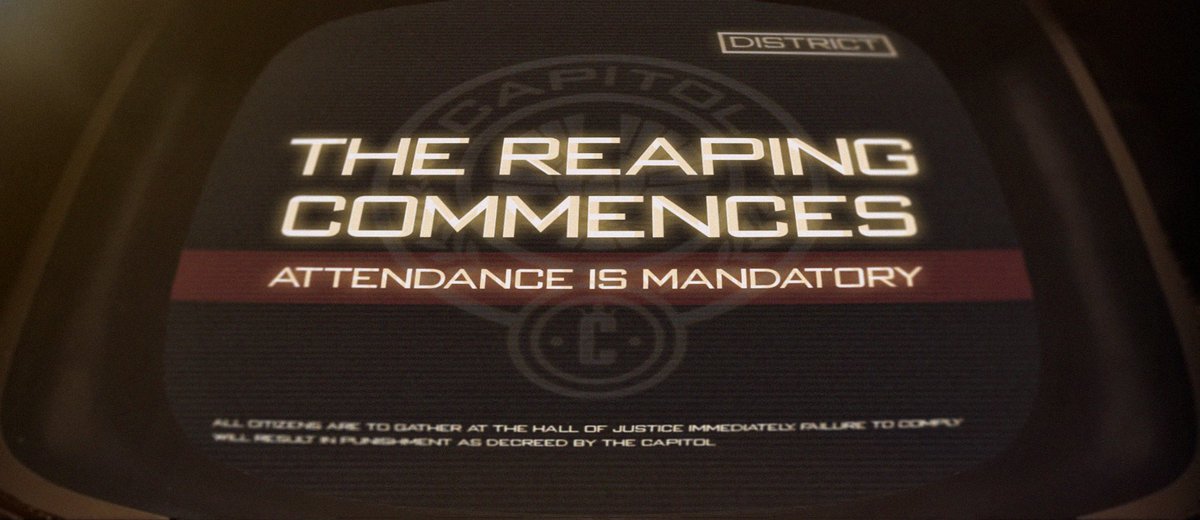 DISTRICT
CAPITOL
THE REAPING
COMMENCES
ATTENDANCE IS MANDATORY
C
ALL CITIZENS ARE TO GATHER AT THE HALL OF JUSTICE IMMEDIATELY. FAILURE TO COMPLY
WILL RESULT IN PUNISHMENT AS DECREED BY THE CAPITOL